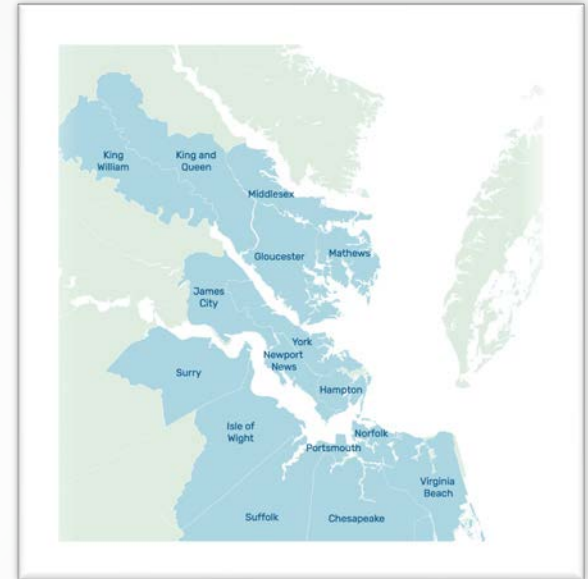 King
William
King and
Queen
Middlesex
Gloucester
Mathews
James
City
York
Newport
News
Surry
Hampton
Isle of
Wight
Norfolk
Portsmouth
Virginia
Beach
Suffolk
Chesapeake